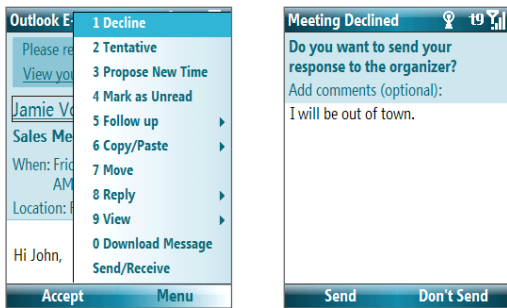 Outlook E
1 Decline
Please re
2 Tentative
View you
3 Propose New Time
4 Mark as Unread
Jamie Vo
5 Follow up
Sales Me
6 Copy/Paste
When: Frid
7 Move
AM
8 Reply
Location:
9 View
0 Download Message
Hi John,
Send/Receive
Accept
Menu
Meeting Declined
Do you want to send your
response to the organizer?
Add comments (optional):
I will be out of town.
Send
Don't Send